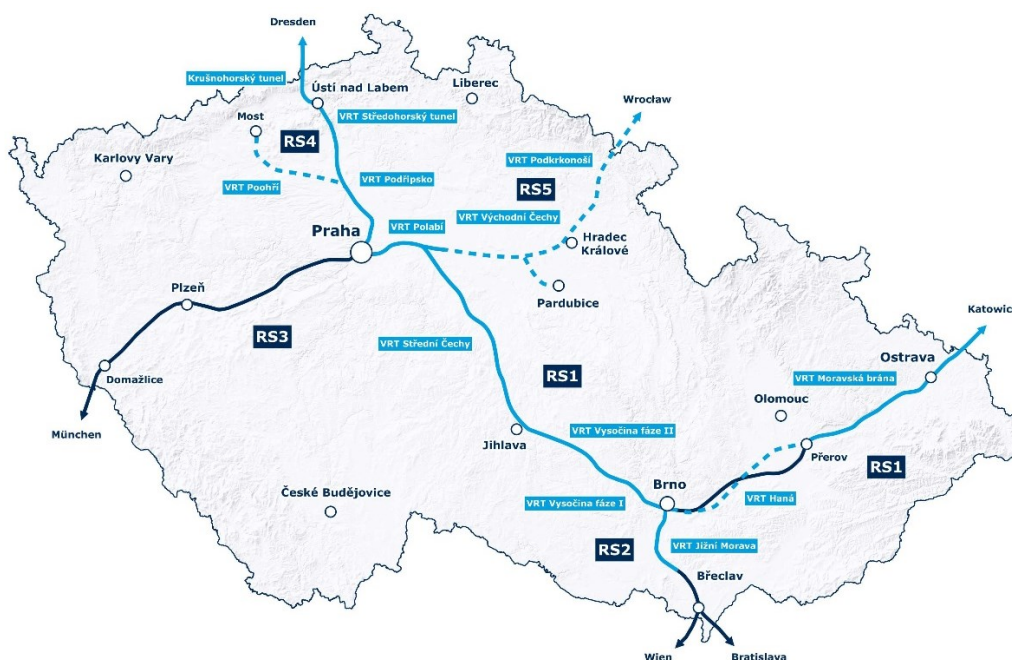 Dresden
Krušnohorský tunel
Ústí nad Labem
Liberec
Wrocław
VRT Středohorský tunel
Most
RS4
Karlovy Vary
VRT Podkrkonoší
VRT Poohří
VRT Podřipsko
RS5
VRT Polabí
VRT Východní Čechy
Praha
Hradec
Králové
Pardubice
Plzeň
RS3
Katowic
VRT Střední Čechy
Domažlice
RS1
Ostrava
VRT Moravská brána
Olomouc
München
Jihlava
VRT Vysočina fáze II
Přerov
RS1
České Budějovice
Brno
VRT Vysočina fáze I
VRT Haná
RS2
VRT Jižní Morava
Břeclav
Wien
Bratislava